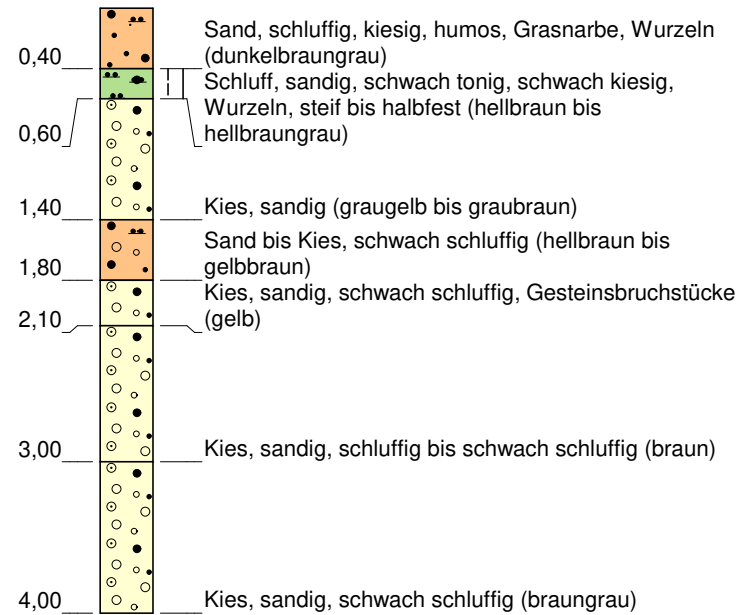 Sand, schluffig, kiesig, humos, Grasnarbe, Wurzeln
0,40 (dunkelbraungrau)
Schluff, sandig, schwach tonig, schwach kiesig,
Wurzeln, steif bis halbfest (hellbraun bis
0,60 hellbraungrau)
1,40 Kies, sandig (graugelb bis graubraun)
Sand bis Kies, schwach schluffig (hellbraun bis
1,80 gelbbraun)
Kies, sandig, schwach schluffig, Gesteinsbruchstücke
2,10 (gelb)
3,00 Kies, sandig, schluffig bis schwach schluffig (braun)
4,00 Kies, sandig, schwach schluffig (braungrau)